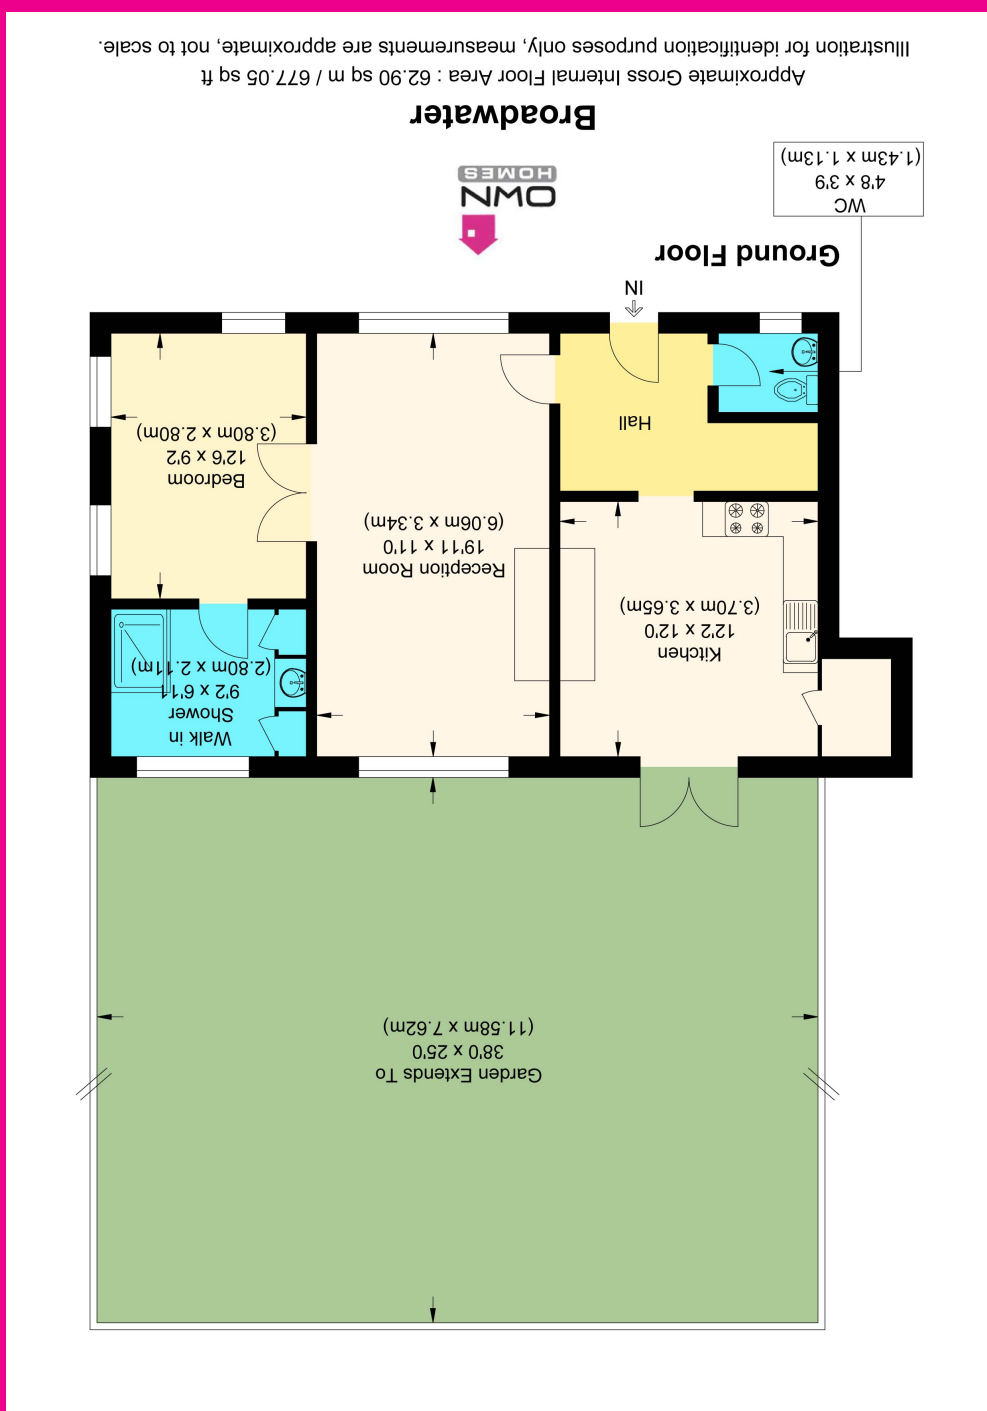 Garden Extends To
38'0 x 25'0
(11.58m x 7.62m)
Walk in
Shower
9'2 x 6'11
(2.80m x 2.11m)
Kitchen
12'2 x 12'0
(3.70m x 3.65m)
Reception Room
19'11 x 11'0
(6.06m x 3.34m)
Bedroom
12'6 x 9'2
(3.80m x 2.80m)
Hall
IN
Ground Floor
WC
4'8 x 3'9
(1.43m x 1.13m)
OWN
HOMES
Broadwater
Approximate Gross Internal Floor Area : 62.90 sq m / 677.05 sq ft
Illustration for identification purposes only, measurements are approximate, not to scale.